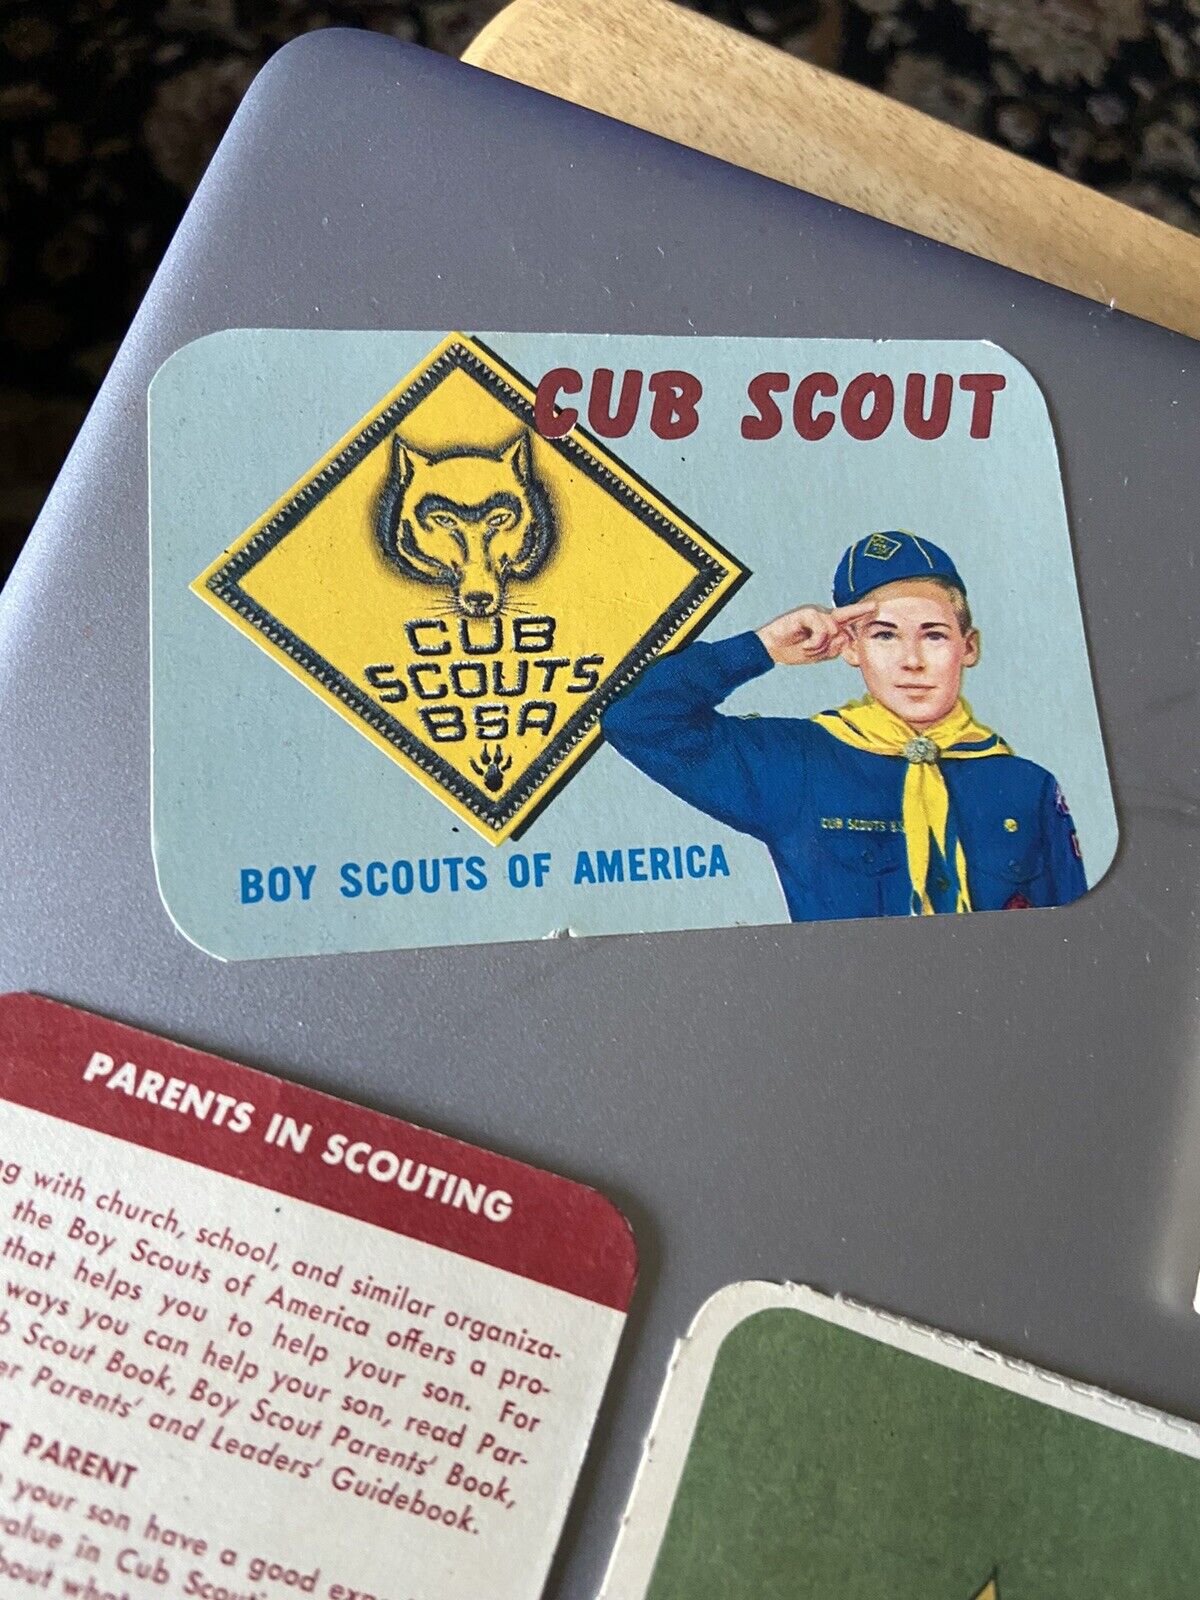 CUB SCOUT
CUB
SCOUTS
BSA
CUB SCOUTS
BOY SCOUTS OF AMERICA
PARENTS IN SCOUTING
with church, school, and similar organiza-
the Boy Scouts of America offers a pro-
that helps you to help your son. For
ways you can help your son, read Par-
Scout Book, Boy Scout Parents' Book,
Parents' and Leaders' Guidebook.
PARENT
your son have a good
in Cub
what